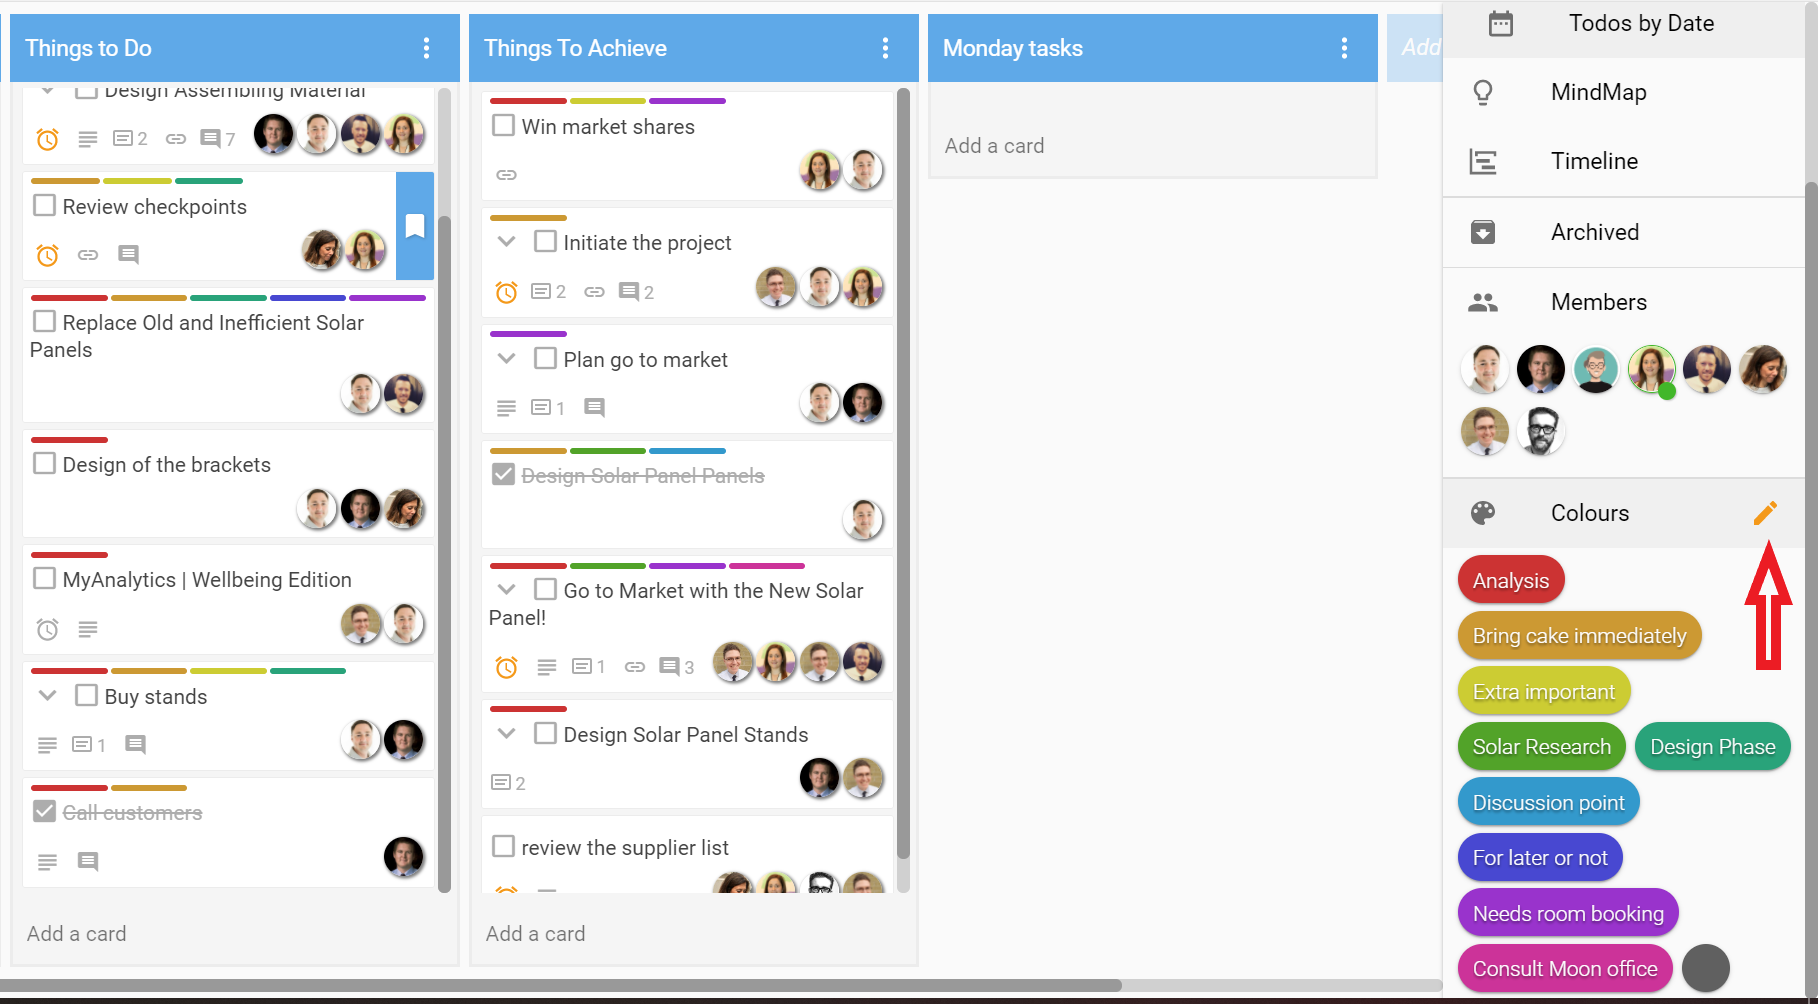 Things to Do
Design Assembling Material
2
7
Review checkpoints
Replace Old and Inefficient Solar
Panels
Design of the brackets
MyAnalytics | Wellbeing Edition
Buy stands
1
Call customers
Add a card
Things To Achieve
Win market shares
Initiate the project
2
2
Plan go to market
1
Design Solar Panel Panels
Go to Market with the New Solar
Panel!
1
3
Design Solar Panel Stands
2
review the supplier list
Add a card
Monday tasks
Add a card
Add
Todos by Date
MindMap
Timeline
Archived
Members
Colours
Analysis
Bring cake immediately
Extra important
Solar Research
Design Phase
Discussion point
For later or not
Needs room booking
Consult Moon office